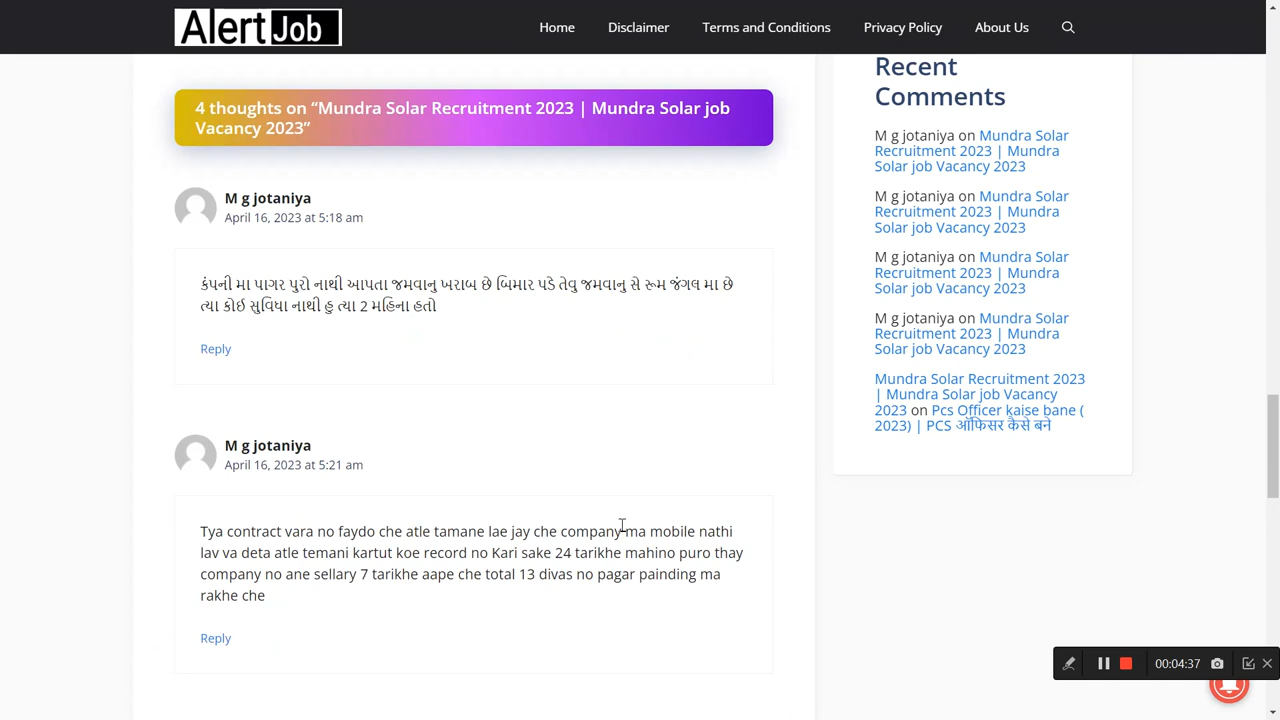 AlertJob
Home
Disclaimer
Terms and Conditions
Privacy Policy
About Us
4 thoughts on “Mundra Solar Recruitment 2023 | Mundra Solar job
Vacancy 2023”
M g jotaniya
April 16, 2023 at 5:18 am
કંપની મા પાગર પુરો નાથી આપતા જમવાનુ ખરાબ છે બિમાર પડે તેવુ જમવાનુ સે રૂમ જંગલ મા છે
ત્યા કોઈ સુવિધા નાથી હુ ત્યા 2 મહિના હતો
Reply
M g jotaniya
April 16, 2023 at 5:21 am
Tya contract vara no faydo che atle tamane lae jay che company ma mobile nathi
lav va deta atle temani kartut koe record no Kari sake 24 tarikhe mahino puro thay
company no ane sellary 7 tarikhe aape che total 13 divas no pagar painding ma
rakhe che
Reply
Recent
Comments
M g jotaniya on Mundra Solar
Recruitment 2023 | Mundra
Solar job Vacancy 2023
M g jotaniya on Mundra Solar
Recruitment 2023 | Mundra
Solar job Vacancy 2023
M g jotaniya on Mundra Solar
Recruitment 2023 | Mundra
Solar job Vacancy 2023
M g jotaniya on Mundra Solar
Recruitment 2023 | Mundra
Solar job Vacancy 2023
Mundra Solar Recruitment 2023
| Mundra Solar job Vacancy
2023 on Pcs Officer kaise bane (
2023) | PCS ऑफिसर कैसे बने
00:04:37